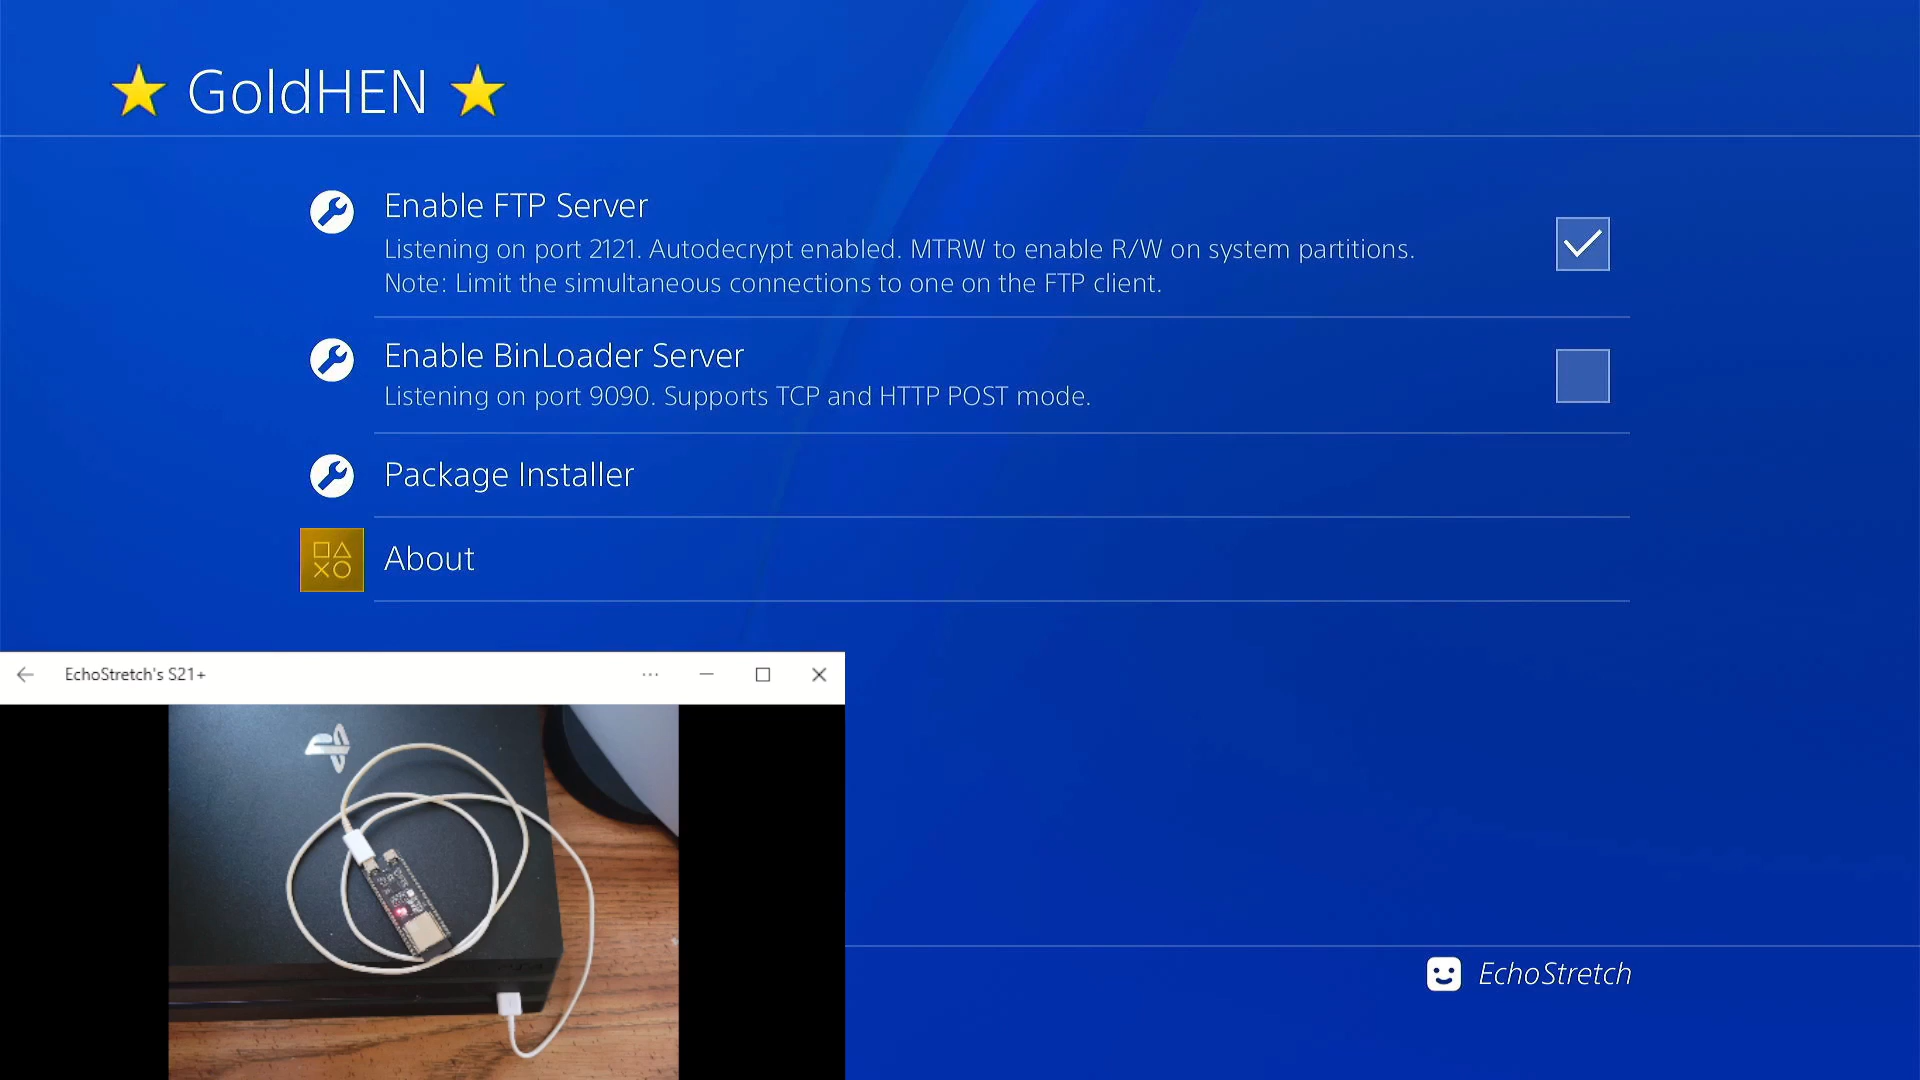 GoldHEN
Enable FTP Server
Listening on port 2121. Autodecrypt enabled. MTRW to enable R/W on system partitions.
Note: Limit the simultaneous connections to one on the FTP client.
Enable BinLoader Server
Listening on port 9090. Supports TCP and HTTP POST mode.
Package Installer
About
EchoStretch's S21+
EchoStretch